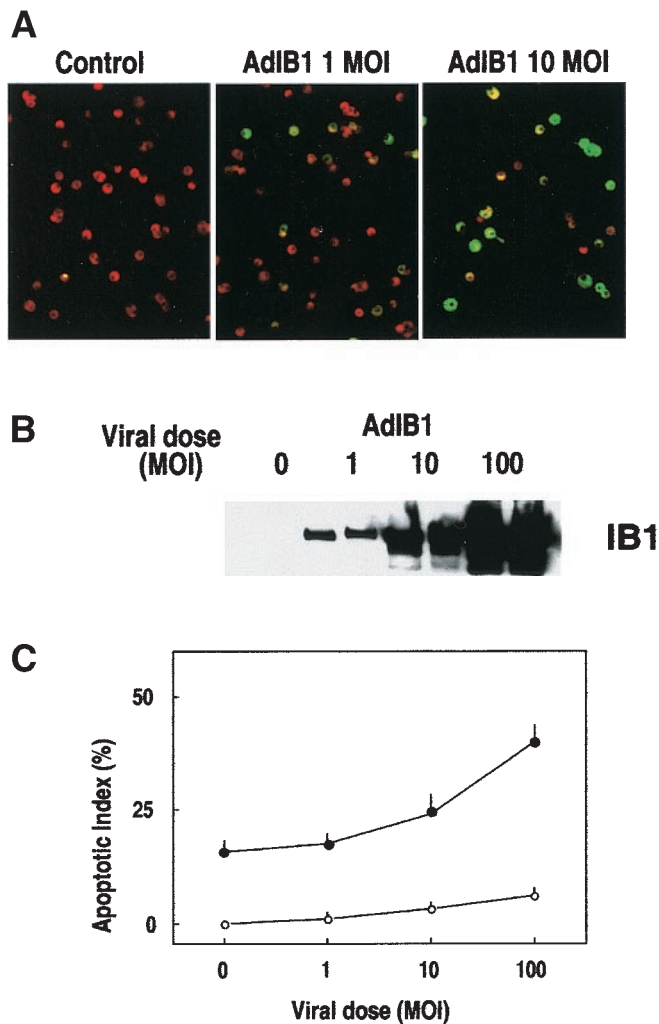 A
Control AdIB1 1 MOI AdIB1 10 MOI
B
Viral dose AdIB1
(MOI) 0 1 10 100
IB1
C
50
25
0
Apoptotic Index (%)
0 1 10 100
Viral dose (MOI)